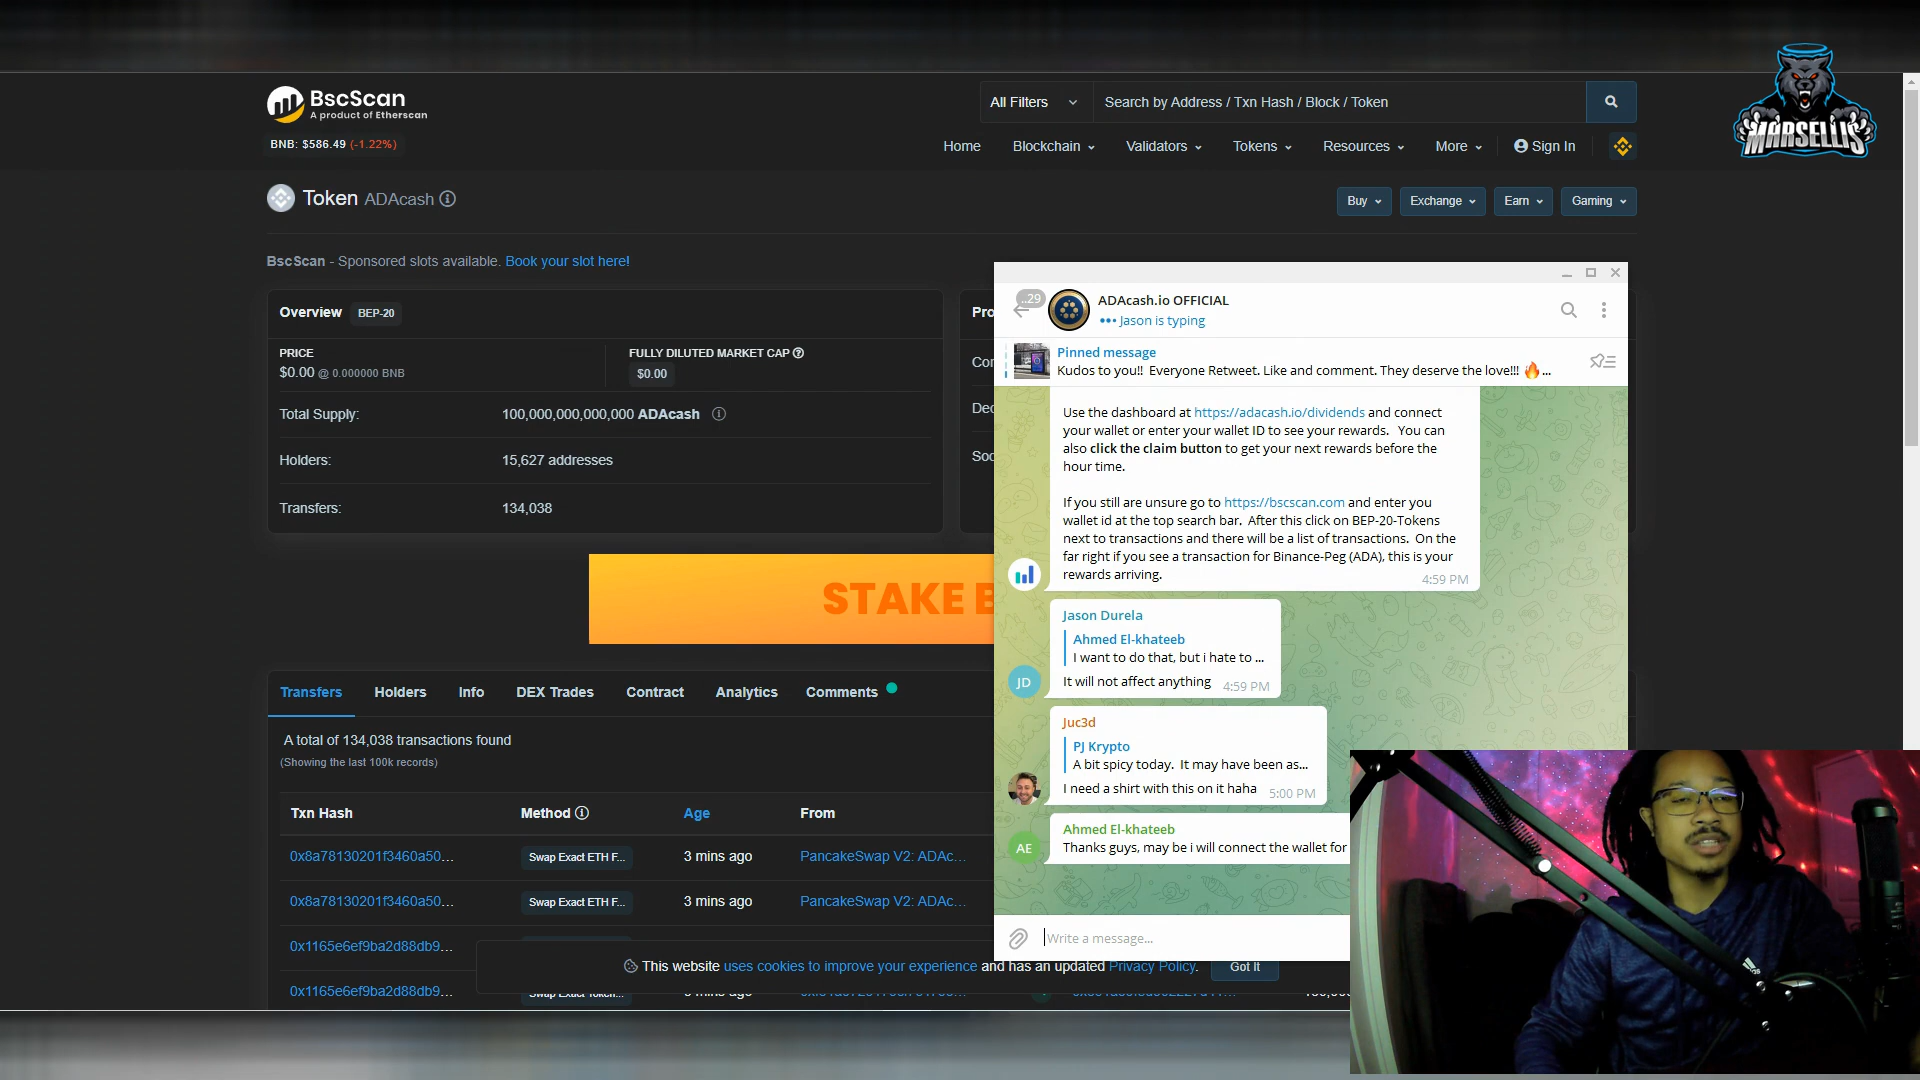 BscScan
A product of Etherscan
All Filters
Search by Address / Txn Hash / Block / Token
BNB: $586.49 (-1.22%)
Home
Blockchain
Validators
Tokens
Resources
More
Sign In
MARSELLIS
Token ADAcash
Buy
Exchange
Earn
Gaming
BscScan - Sponsored slots available. Book your slot here!
Overview BEP-20
PRICE
$0.00 @ 0.000000 BNB
FULLY DILUTED MARKET CAP
$0.00
Total Supply: 100,000,000,000,000 ADAcash
Holders: 15,627 addresses
Transfers: 134,038
Pro
Con
Dec
Soc
STAKE B
Transfers
Holders
Info
DEX Trades
Contract
Analytics
Comments
A total of 134,038 transactions found
(Showing the last 100k records)
Txn Hash Method Age From
0x8a78130201f3460a50... Swap Exact ETH F... 3 mins ago PancakeSwap V2: ADAc...
0x8a78130201f3460a50... Swap Exact ETH F... 3 mins ago PancakeSwap V2: ADAc...
0x1165e6ef9ba2d88db9...
0x1165e6ef9ba2d88db9... Swap Exact Token...
This website uses cookies to improve your experience and has an updated Privacy Policy.
Got It
..29
ADAcash.io OFFICIAL
Jason is typing
Pinned message
Kudos to you!! Everyone Retweet. Like and comment. They deserve the love!!! 🔥...
Use the dashboard at https://adacash.io/dividends and connect
your wallet or enter your wallet ID to see your rewards. You can
also click the claim button to get your next rewards before the
hour time.
If you still are unsure go to https://bscscan.com and enter you
wallet id at the top search bar. After this click on BEP-20-Tokens
next to transactions and there will be a list of transactions. On the
far right if you see a transaction for Binance-Peg (ADA), this is your
rewards arriving.
4:59 PM
Jason Durela
Ahmed El-khateeb
I want to do that, but i hate to ...
JD
It will not affect anything 4:59 PM
Juc3d
PJ Krypto
A bit spicy today. It may have been as...
I need a shirt with this on it haha 5:00 PM
Ahmed El-khateeb
AE
Thanks guys, may be i will connect the wallet for
Write a message...
adidas